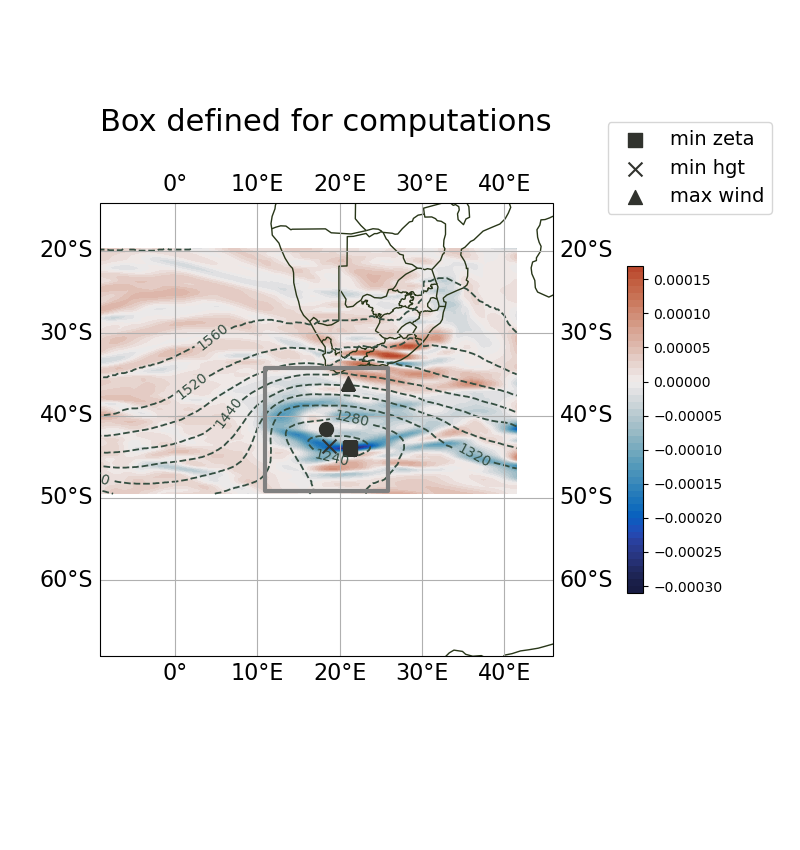 Box defined for computations
min zeta
min hgt
max wind
0° 10°E 20°E 30°E 40°E
20°S 20°S
30°S 30°S
40°S 40°S
50°S 50°S
60°S 60°S
0° 10°E 20°E 30°E 40°E
1560
1520
1440
1280
1240
1320
0
0.00015
0.00010
0.00005
0.00000
−0.00005
−0.00010
−0.00015
−0.00020
−0.00025
−0.00030